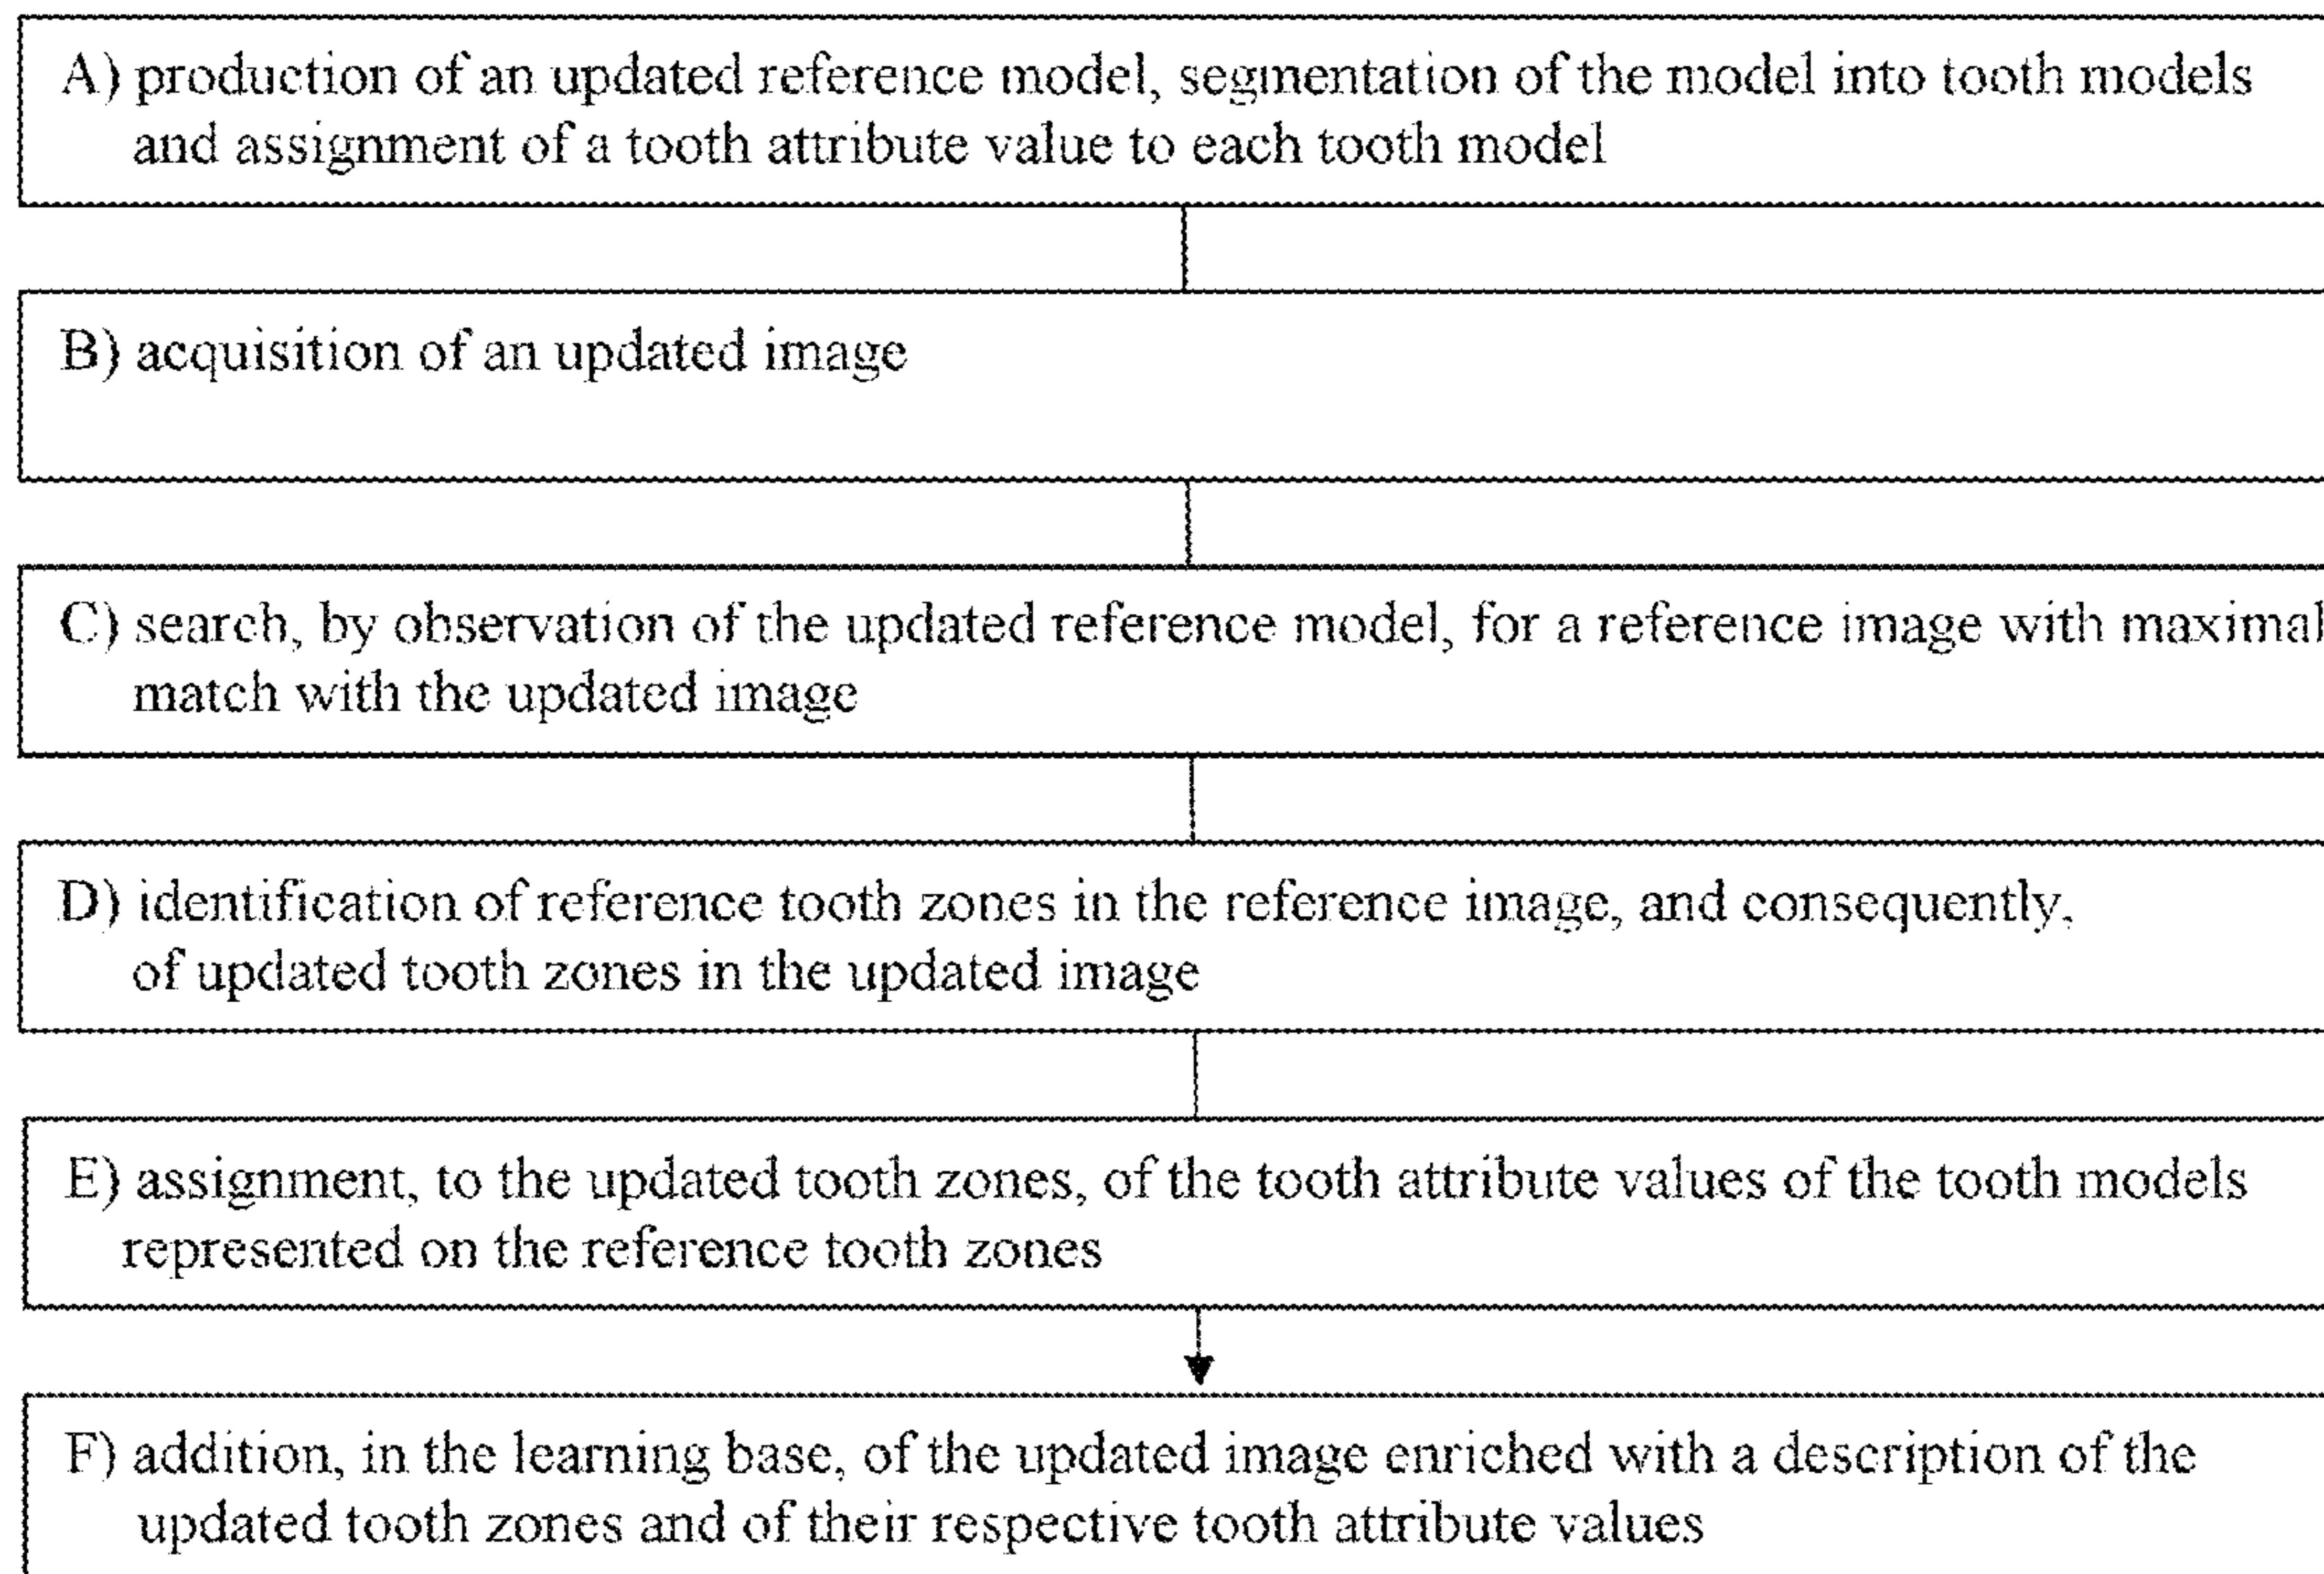 A) production of an updated reference model, segmentation of the model into tooth models
and assignment of a tooth attribute value to each tooth model
B) acquisition of an updated image
C) search, by observation of the updated reference model, for a reference image with maximal
match with the updated image
D) identification of reference tooth zones in the reference image, and consequently,
of updated tooth zones in the updated image
E) assignment, to the updated tooth zones, of the tooth attribute values of the tooth models
represented on the reference tooth zones
F) addition, in the learning base, of the updated image enriched with a description of the
updated tooth zones and of their respective tooth attribute values